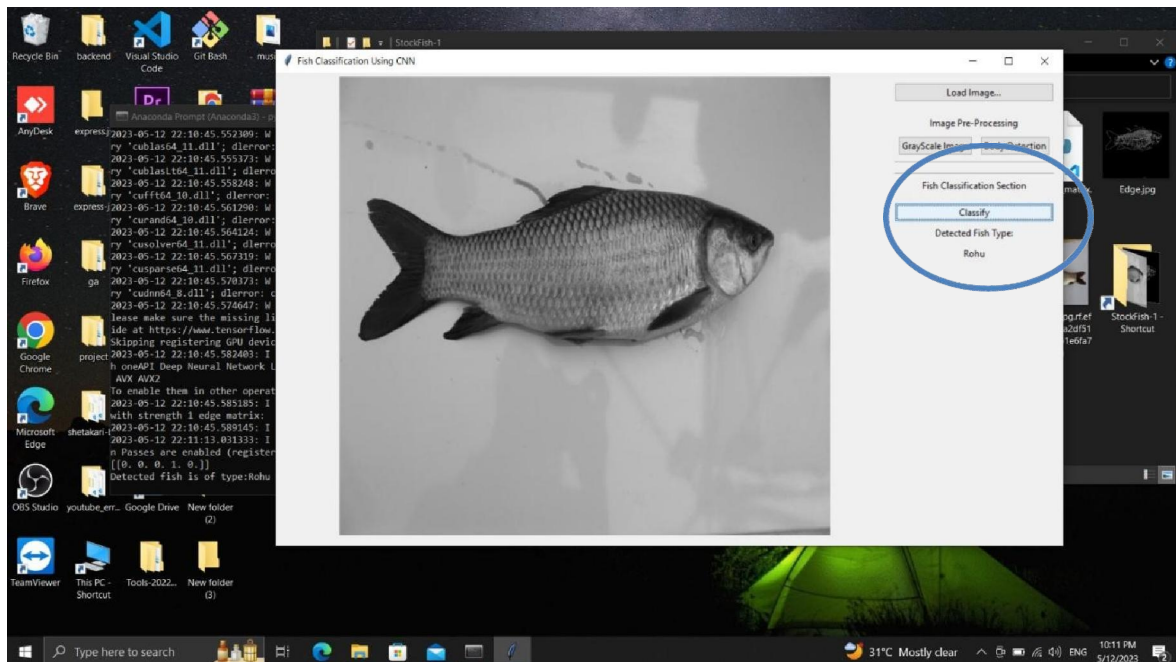 Recycle Bin
backend
Visual Studio
Code
Git Bash
StockFish-1
Fish Classification Using CNN
Load Image...
Image Pre-Processing
GrayScale
Fish Classification Section
Classify
Detected Fish Type:
Rohu
Edge.jpg
StockFish-1 -
Shortcut
AnyDesk
Pr
Anaconda Prompt (Anaconda3) - py
2023-05-12 22:10:45.552309: W
ry 'cublas64_11.dll'; dlerror:
2023-05-12 22:10:45.555373: W
ry 'cublasLt64_11.dll'; dlerro
2023-05-12 22:10:45.558248: W
ry 'cufft64_10.dll'; dlerror:
2023-05-12 22:10:45.561290: W
ry 'curand64_10.dll'; dlerror:
2023-05-12 22:10:45.564124: W
ry 'cusolver64_11.dll'; dlerro
2023-05-12 22:10:45.567319: W
ry 'cusparse64_11.dll'; dlerro
2023-05-12 22:10:45.570373: W
ry 'cudnn64_8.dll'; dlerror: c
2023-05-12 22:10:45.574647: W
lease make sure the missing li
ide at https://www.tensorflow.
Skipping registering GPU devic
2023-05-12 22:10:45.582403: I
h oneAPI Deep Neural Network L
AVX AVX2
To enable them in other operat
2023-05-12 22:10:45.585185: I
with strength 1 edge matrix:
2023-05-12 22:10:45.589145: I
2023-05-12 22:11:13.031333: I
n Passes are enabled (register
[[0. 0. 0. 1. 0.]]
Detected fish is of type:Rohu
Brave
Firefox
ga
Google
Chrome
project
Microsoft
Edge
OBS Studio
youtube_err...
Google Drive
New folder
(2)
TeamViewer
This PC -
Shortcut
Tools-2022...
New folder
(3)
Type here to search
31°C Mostly clear
ENG
10:11 PM
5/12/2023